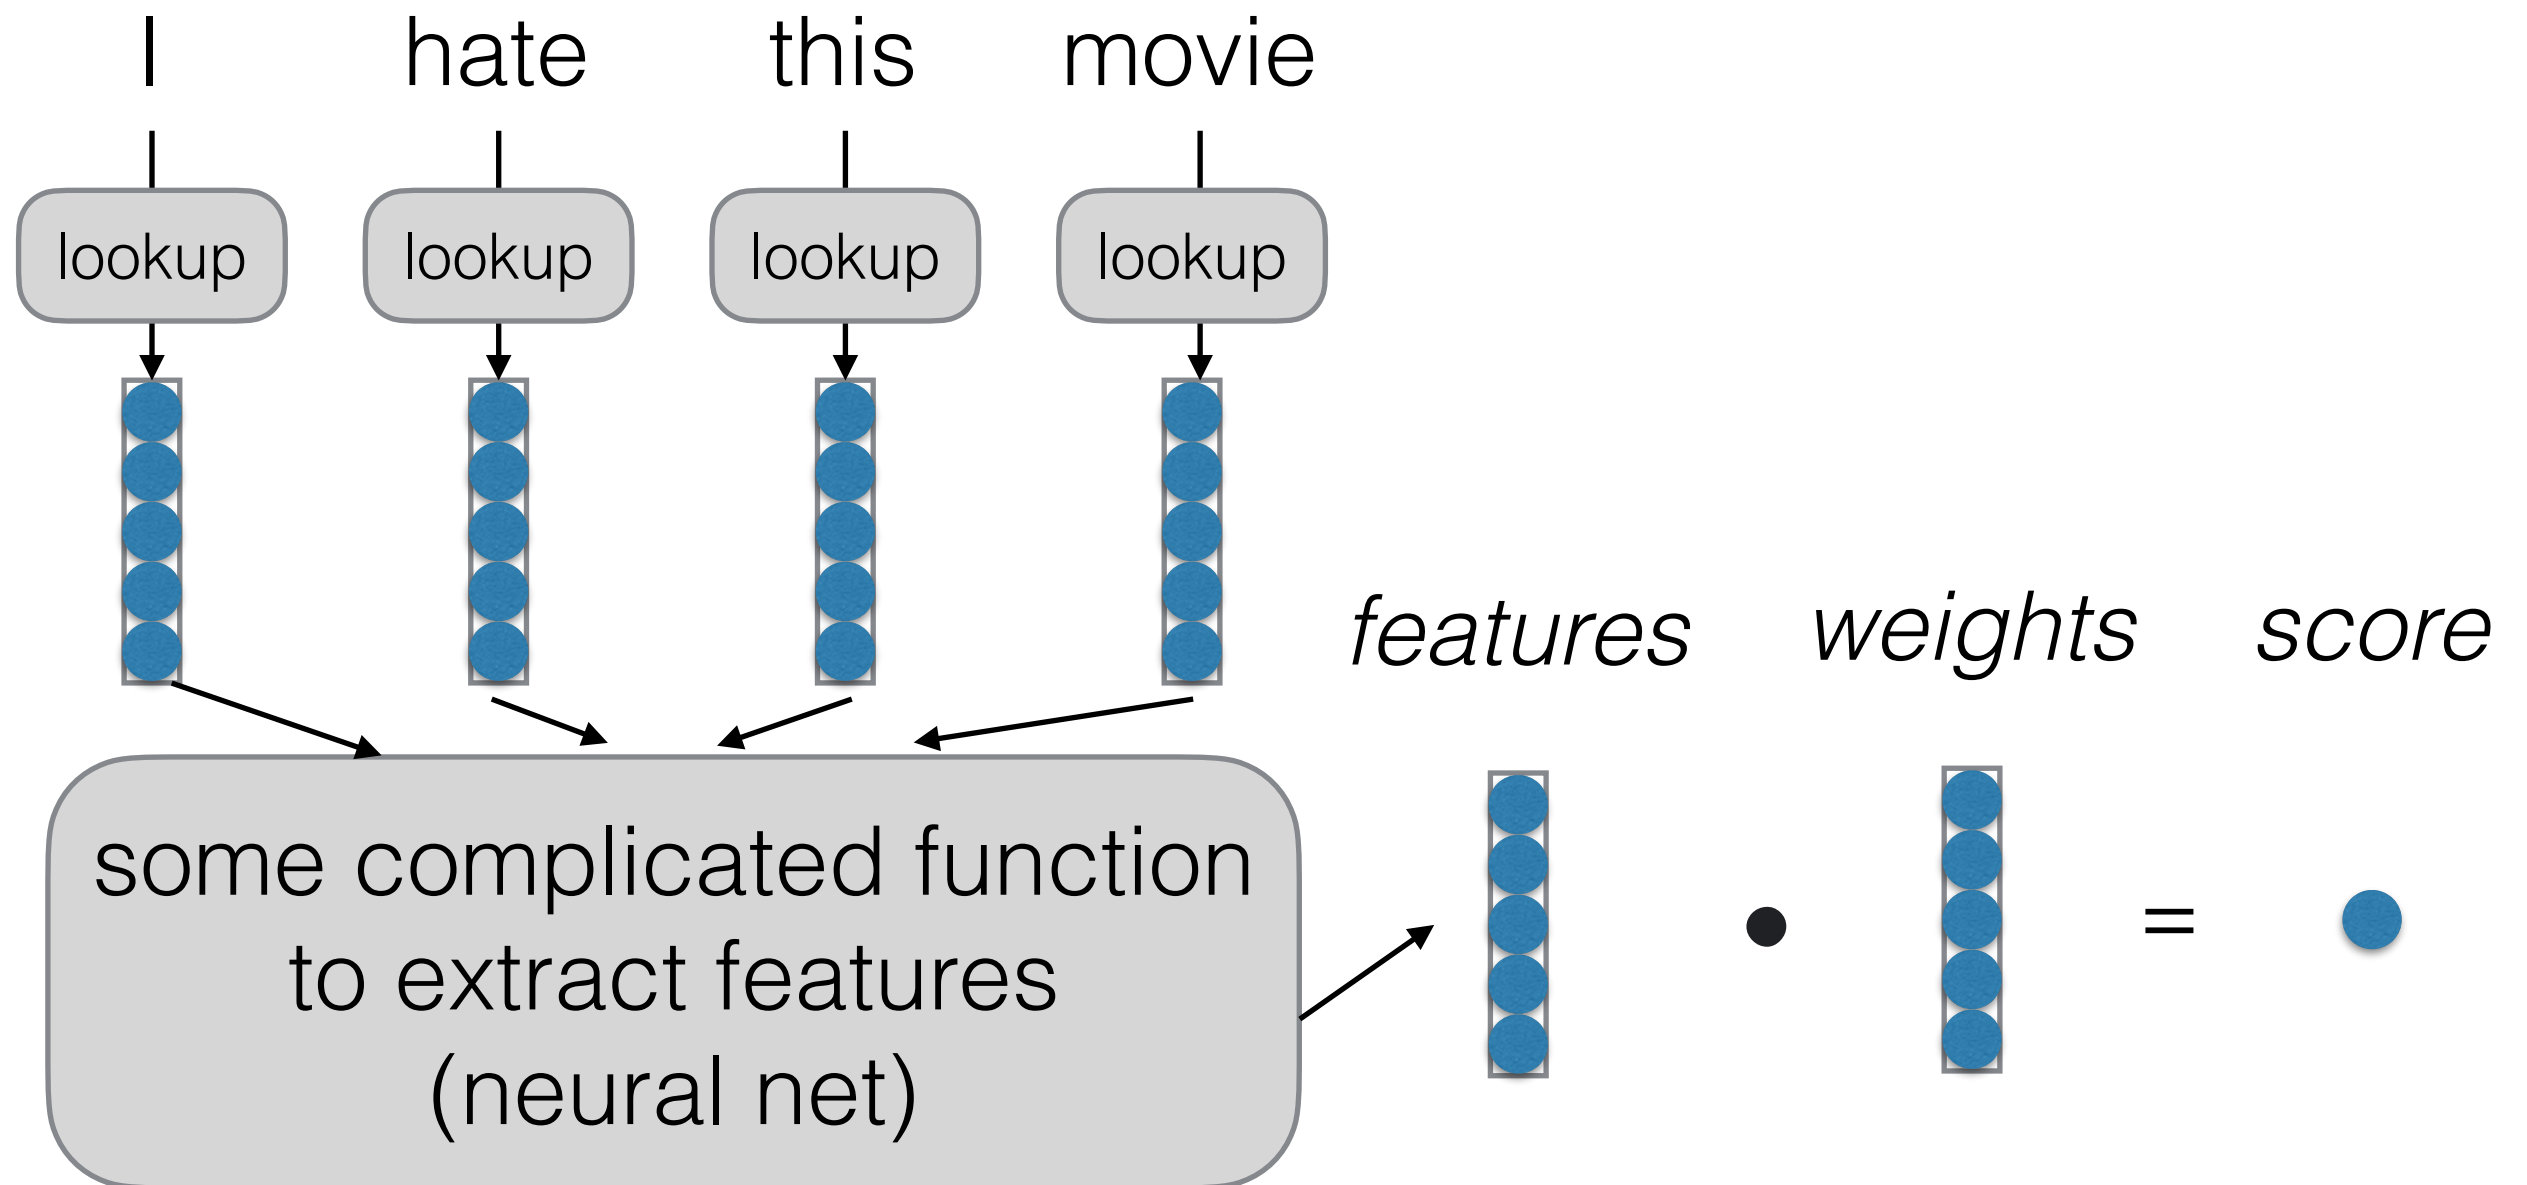 I hate this movie
lookup lookup lookup lookup
features weights score
some complicated function
to extract features
(neural net)
=